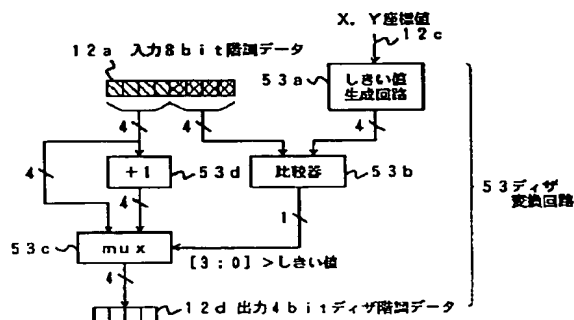 X，Y座標値
12c
12a 入力8bit階調データ
53a
しきい値
生成回路
4
4
4
4
+1
53d
比較器
53b
4
1
53ディザ
変換回路
53c
mux
[3:0]>しきい値
4
12d 出力4bitディザ階調データ